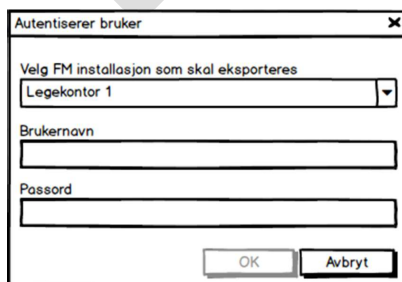 Autentiserer bruker
Velg FM installasjon som skal eksporteres
Legekontor 1
Brukernavn
Passord
OK
Avbryt